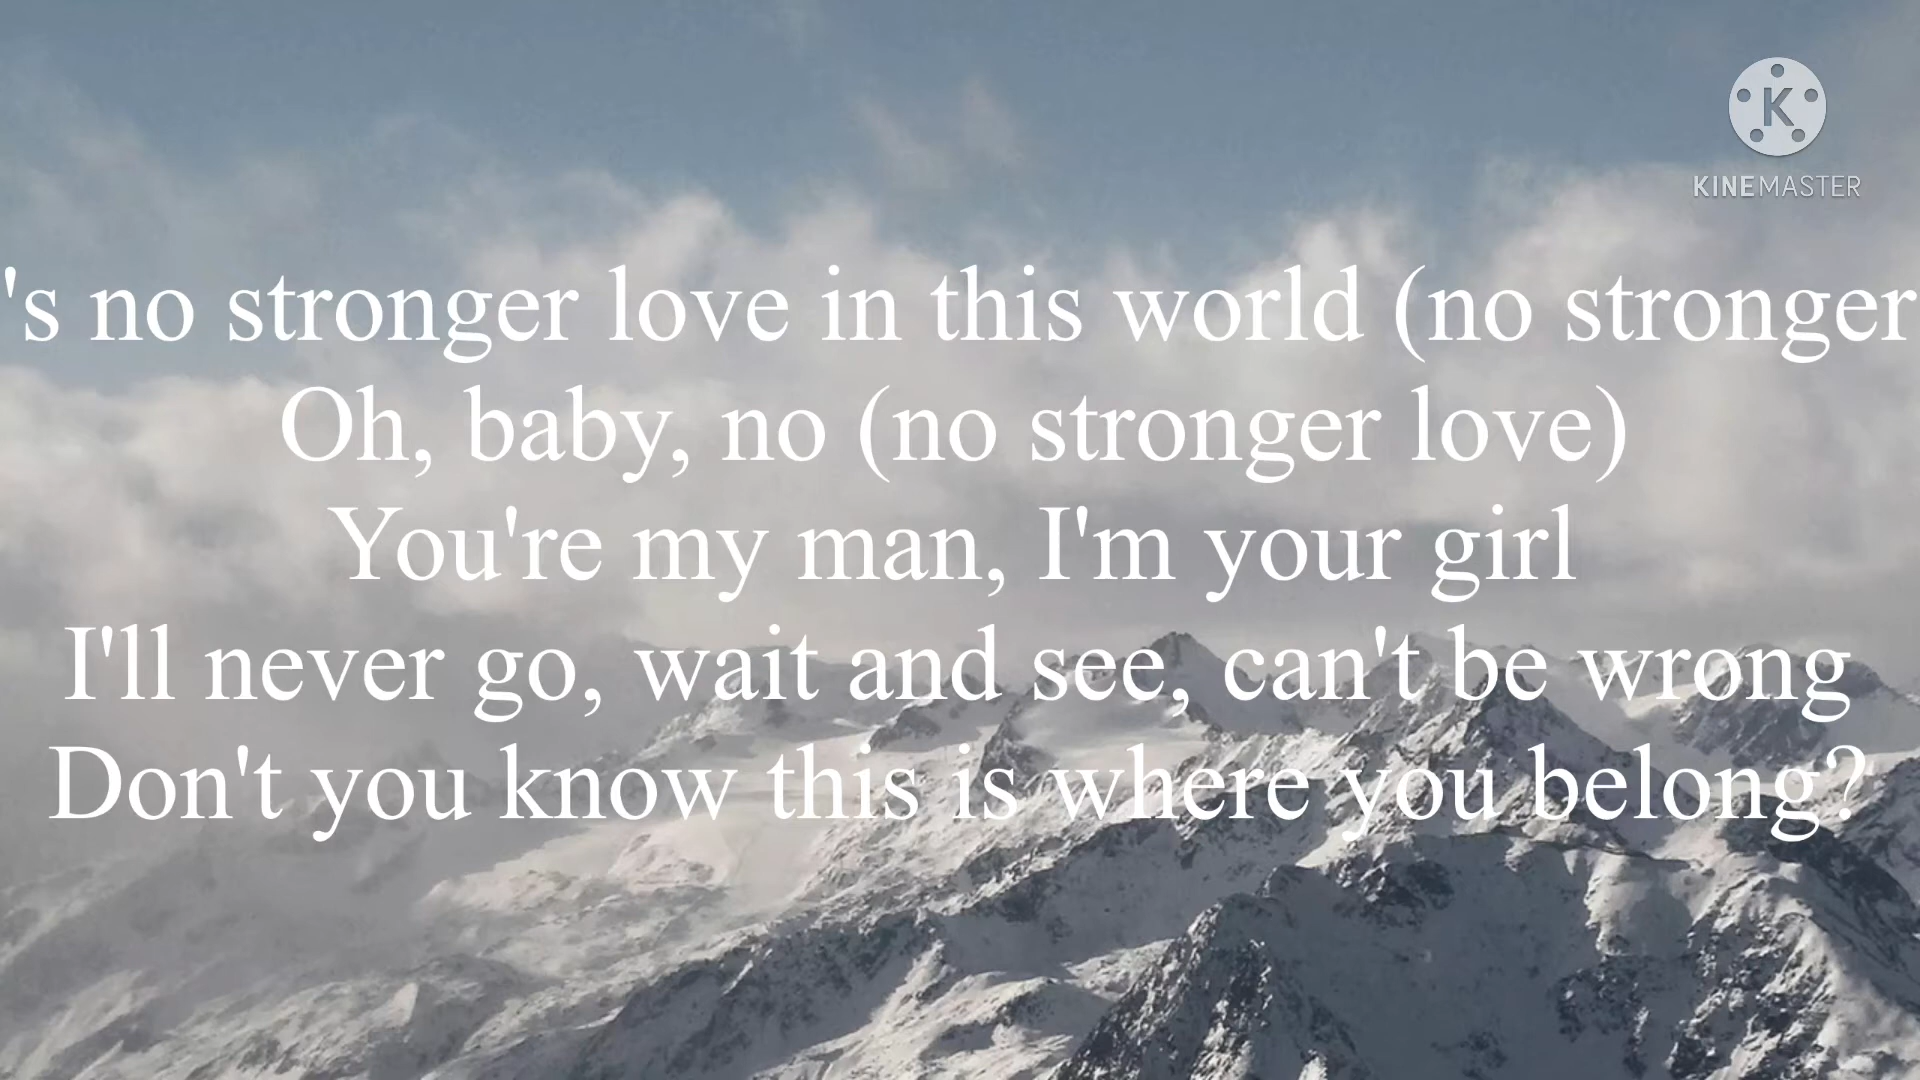 KINEMASTER
's no stronger love in this world (no stronger
Oh, baby, no (no stronger love)
You're my man, I'm your girl
I'll never go, wait and see, can't be wrong
Don't you know this is where you belong?